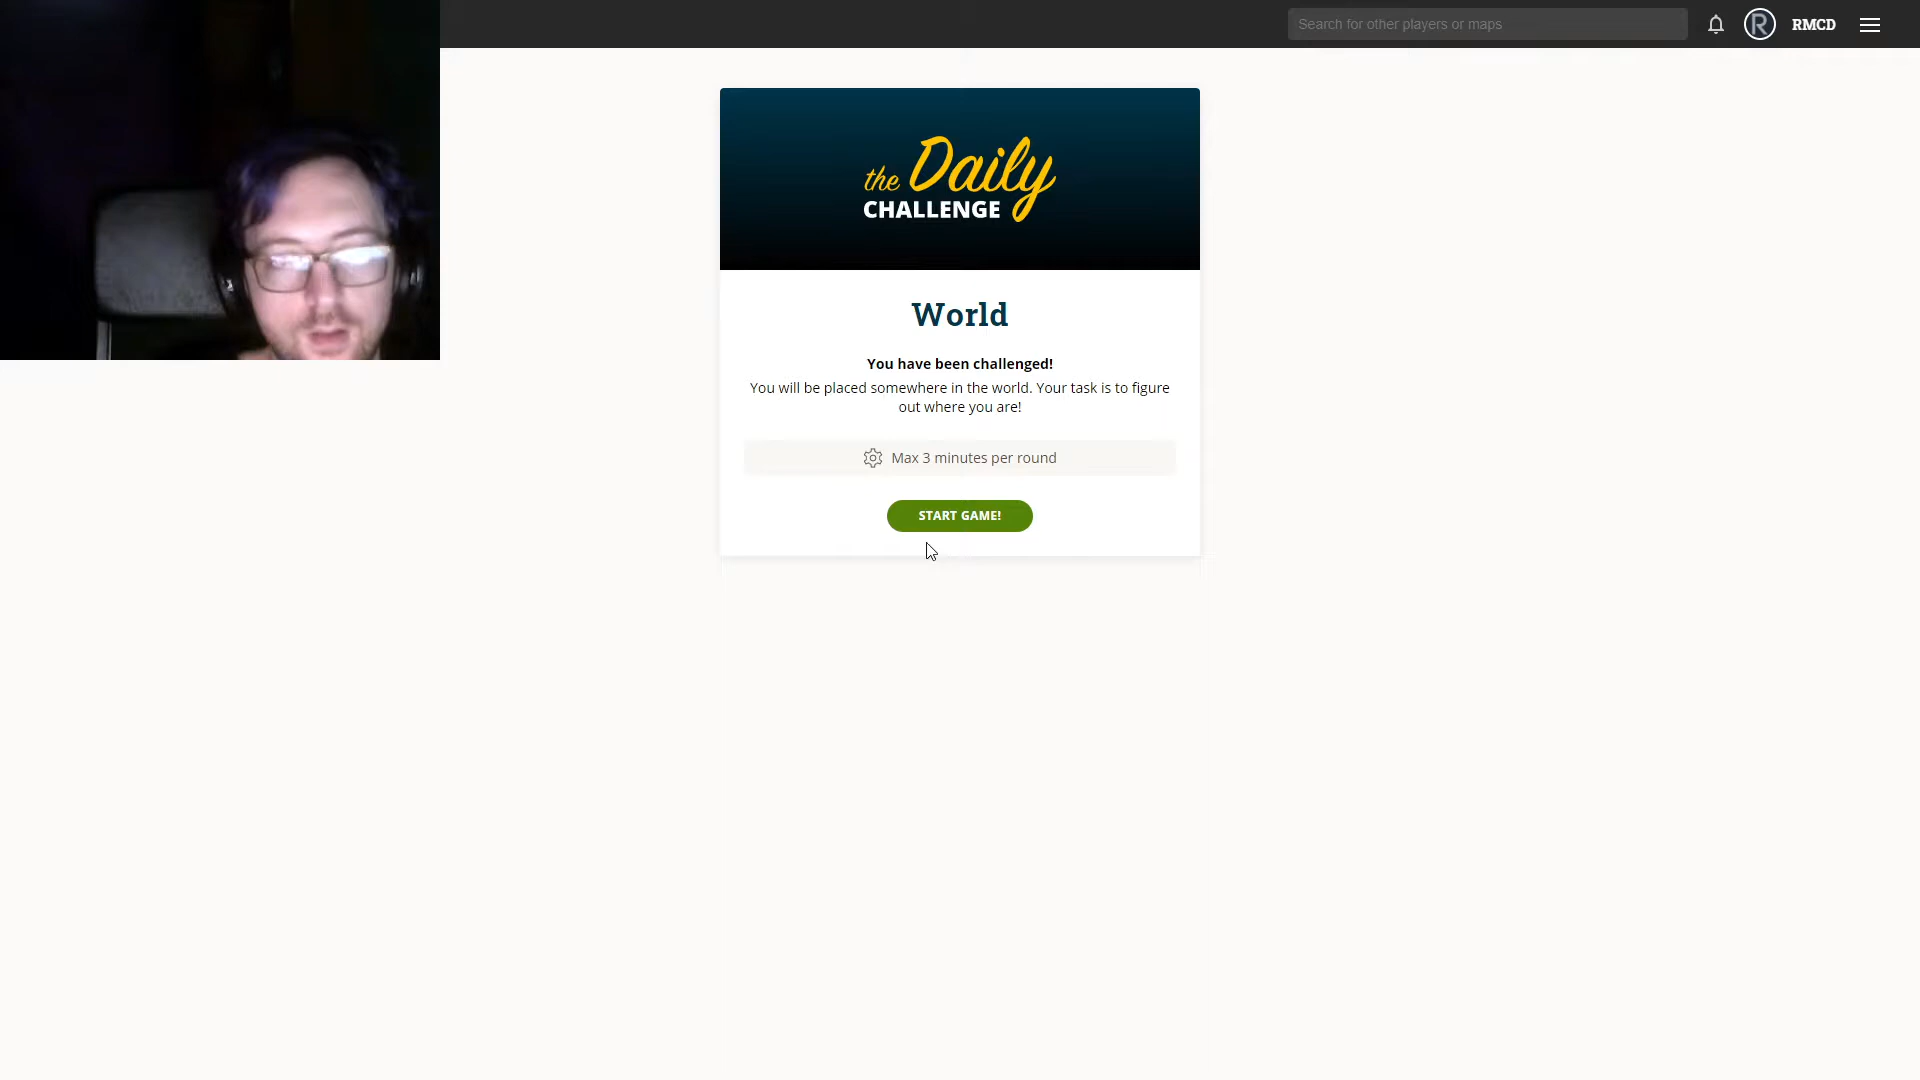 Search for other players or maps
R
RMCD
the Daily
CHALLENGE
World
You have been challenged!
You will be placed somewhere in the world. Your task is to figure
out where you are!
Max 3 minutes per round
START GAME!